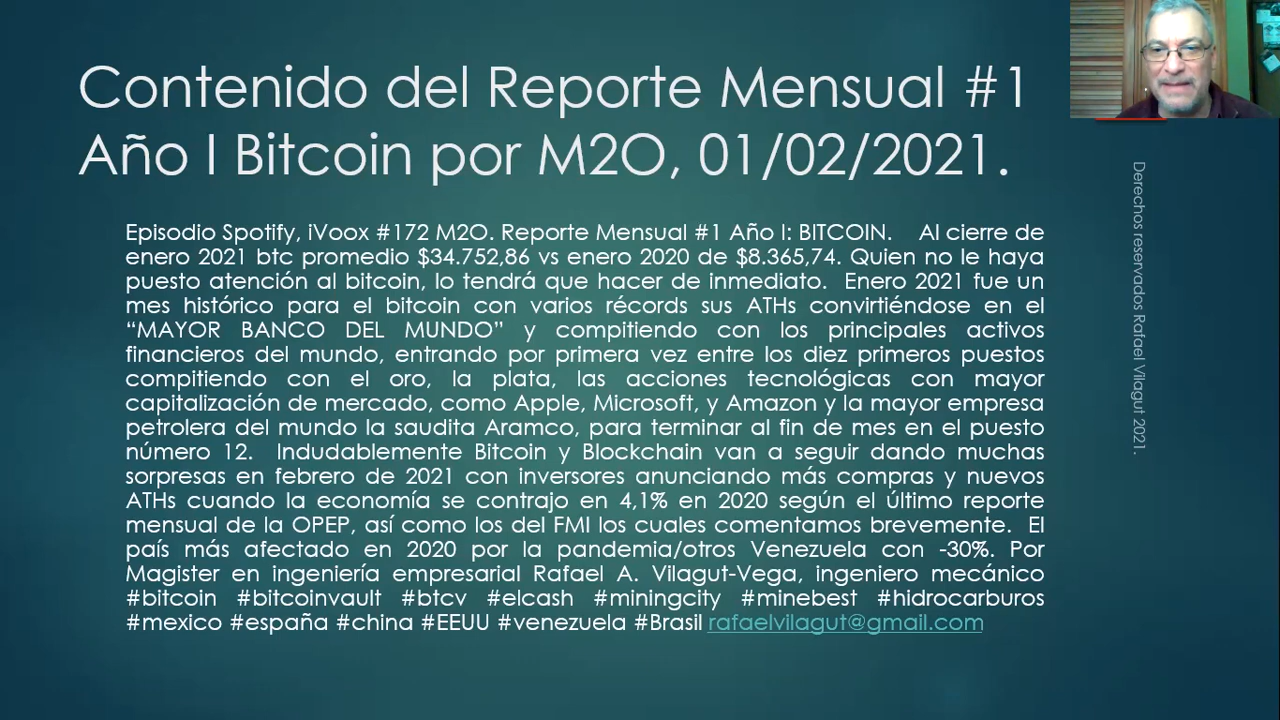 Contenido del Reporte Mensual #1
Año I Bitcoin por M2O, 01/02/2021.
Episodio Spotify, iVoox #172 M2O. Reporte Mensual #1 Año I: BITCOIN. Al cierre de
enero 2021 btc promedio $34.752,86 vs enero 2020 de $8.365,74. Quien no le haya
puesto atención al bitcoin, lo tendrá que hacer de inmediato. Enero 2021 fue un
mes histórico para el bitcoin con varios récords sus ATHs convirtiéndose en el
“MAYOR BANCO DEL MUNDO” y compitiendo con los principales activos
financieros del mundo, entrando por primera vez entre los diez primeros puestos
compitiendo con el oro, la plata, las acciones tecnológicas con mayor
capitalización de mercado, como Apple, Microsoft, y Amazon y la mayor empresa
petrolera del mundo la saudita Aramco, para terminar al fin de mes en el puesto
número 12. Indudablemente Bitcoin y Blockchain van a seguir dando muchas
sorpresas en febrero de 2021 con inversores anunciando más compras y nuevos
ATHs cuando la economía se contrajo en 4,1% en 2020 según el último reporte
mensual de la OPEP, así como los del FMI los cuales comentamos brevemente. El
país más afectado en 2020 por la pandemia/otros Venezuela con -30%. Por
Magister en ingeniería empresarial Rafael A. Vilagut-Vega, ingeniero mecánico
#bitcoin #bitcoinvault #btcv #elcash #miningcity #minebest #hidrocarburos
#mexico #españa #china #EEUU #venezuela #Brasil rafaelvilagut@gmail.com
Derechos reservados Rafael Vilagut 2021.